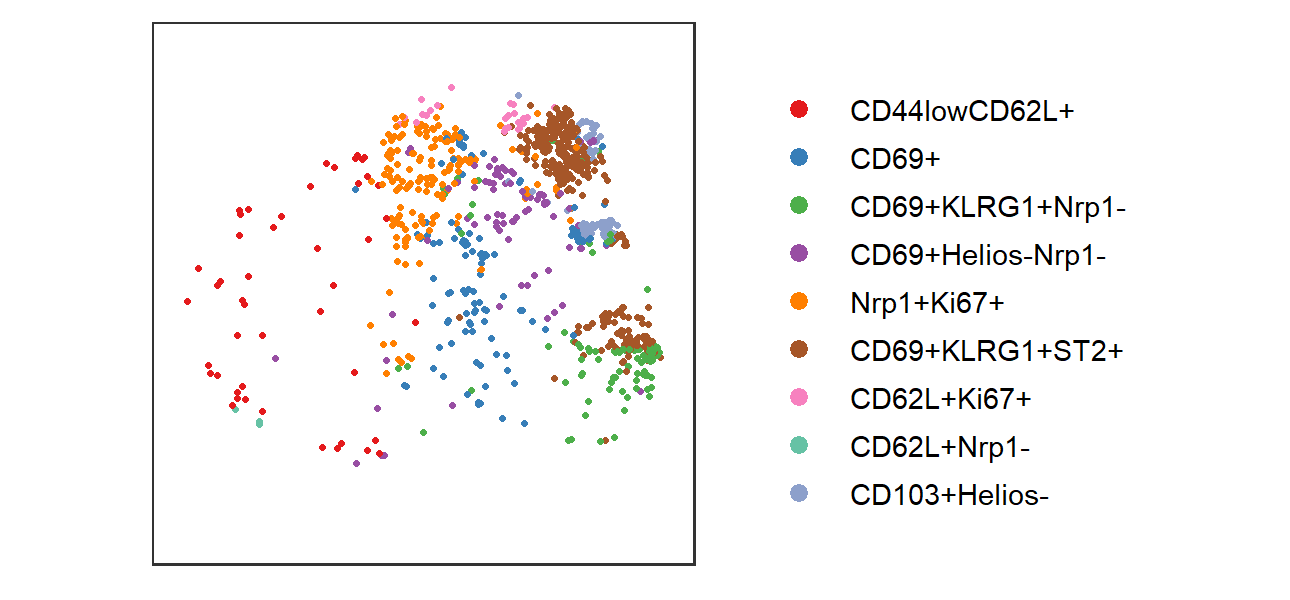 CD44lowCD62L+
CD69+
CD69+KLRG1+Nrp1-
CD69+Helios-Nrp1-
Nrp1+Ki67+
CD69+KLRG1+ST2+
CD62L+Ki67+
CD62L+Nrp1-
CD103+Helios-